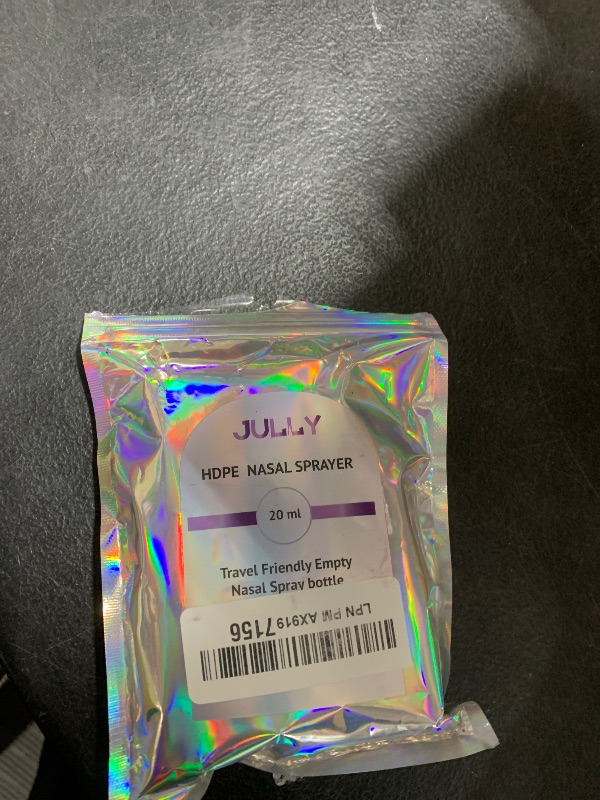 JULLY
HDPE NASAL SPRAYER
20 ml
Travel Friendly Empty
Nasal Spray bottle
LPN PM AX9197156